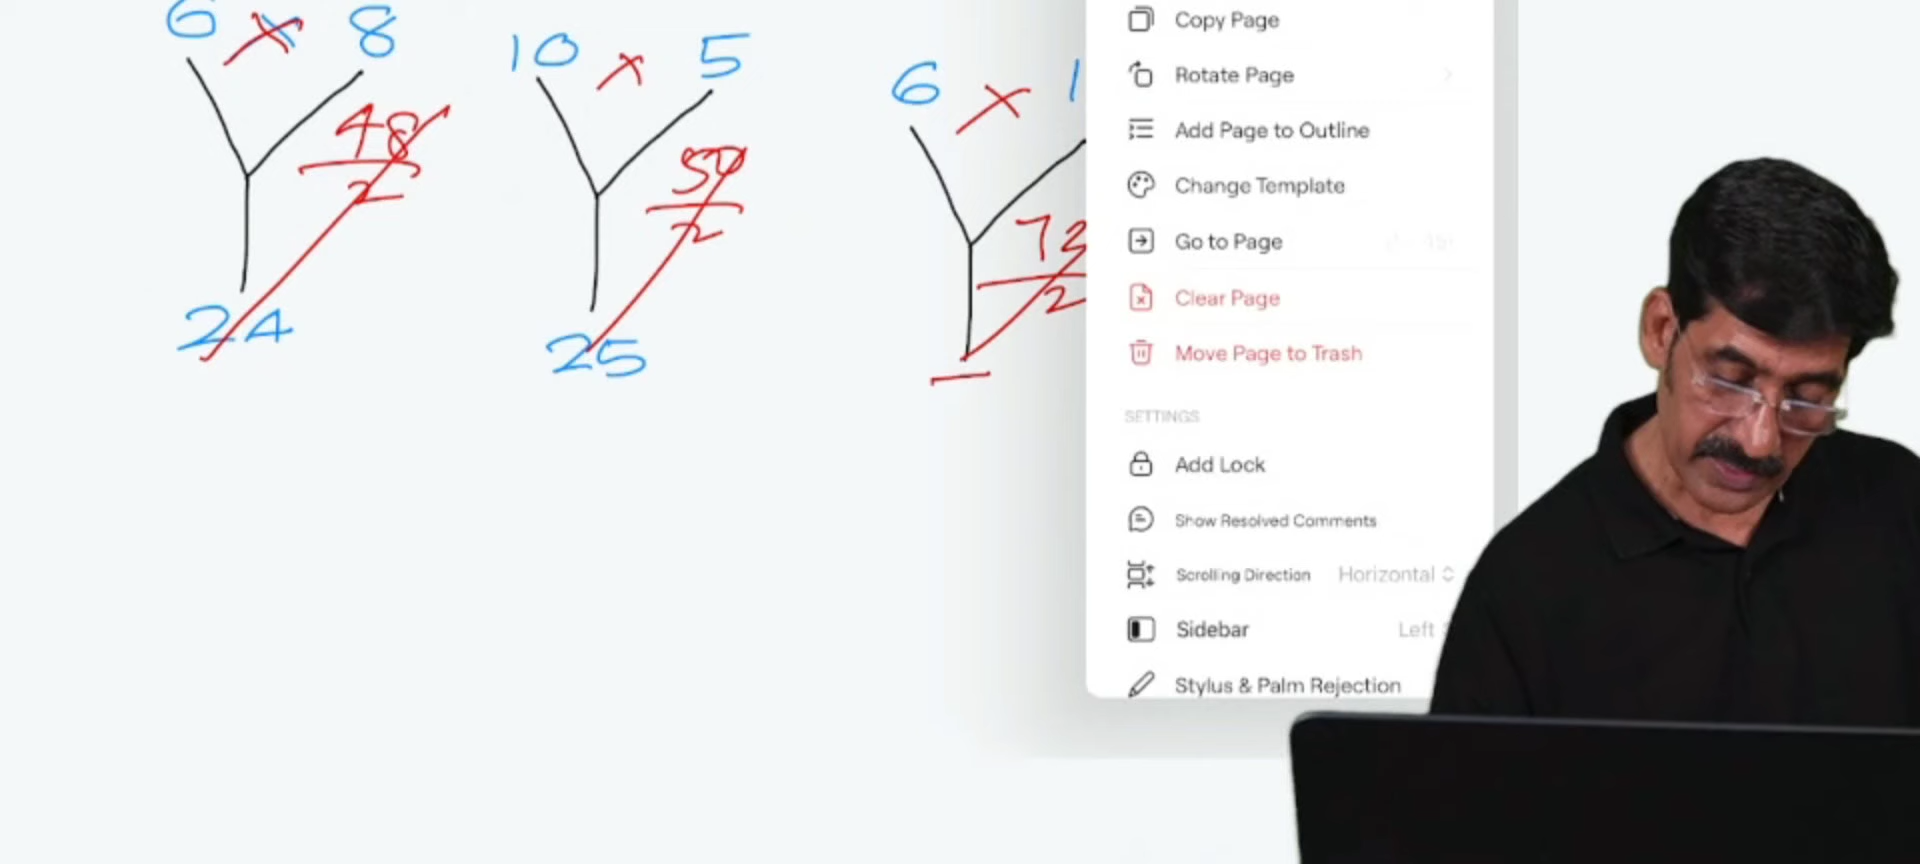 6 × 8
48
2
24
10 × 5
50
2
25
6 × 1
72
2
Copy Page
Rotate Page
Add Page to Outline
Change Template
Go to Page
Clear Page
Move Page to Trash
SETTINGS
Add Lock
Show Resolved Comments
Scrolling Direction Horizontal
Sidebar Left
Stylus & Palm Rejection